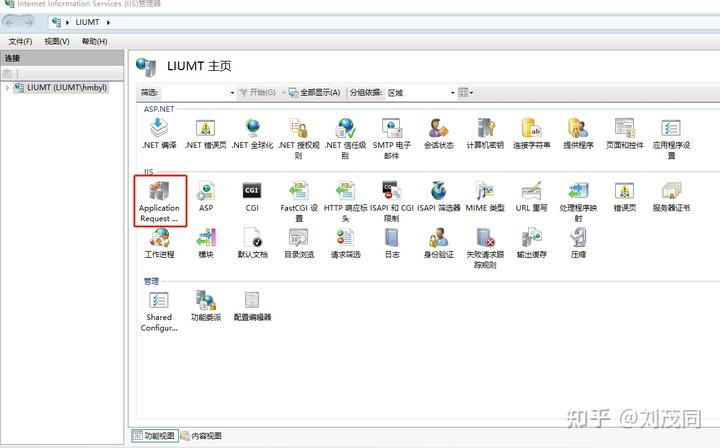 Internet Information Services (IIS)管理器
LIUMT
文件(F) 视图(V) 帮助(H)
连接
LIUMT (LIUMT\hmbyl)
LIUMT 主页
筛选: 开始(G) 全部显示(A) 分组依据: 区域
ASP.NET
.NET 编译
.NET 错误页
.NET 全球化
.NET 授权规则
.NET 信任级别
SMTP 电子邮件
会话状态
计算机密钥
连接字符串
提供程序
页面和控件
应用程序设置
IIS
Application Request ...
ASP
CGI
FastCGI 设置
HTTP 响应标头
ISAPI 和 CGI 限制
ISAPI 筛选器
MIME 类型
URL 重写
处理程序映射
错误页
服务器证书
工作进程
模块
默认文档
目录浏览
请求筛选
日志
身份验证
失败请求跟踪规则
输出缓存
压缩
管理
Shared Configur...
功能委派
配置编辑器
功能视图 内容视图
知乎 @刘茂同